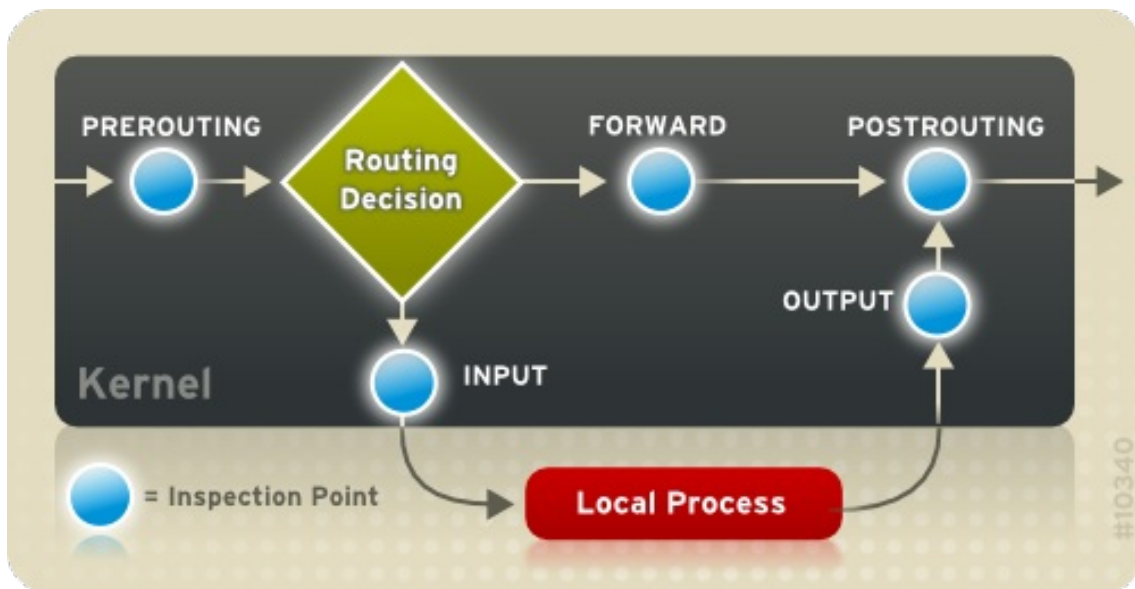 PREROUTING
Routing
Decision
FORWARD
POSTROUTING
OUTPUT
INPUT
Kernel
= Inspection Point
Local Process
#10340